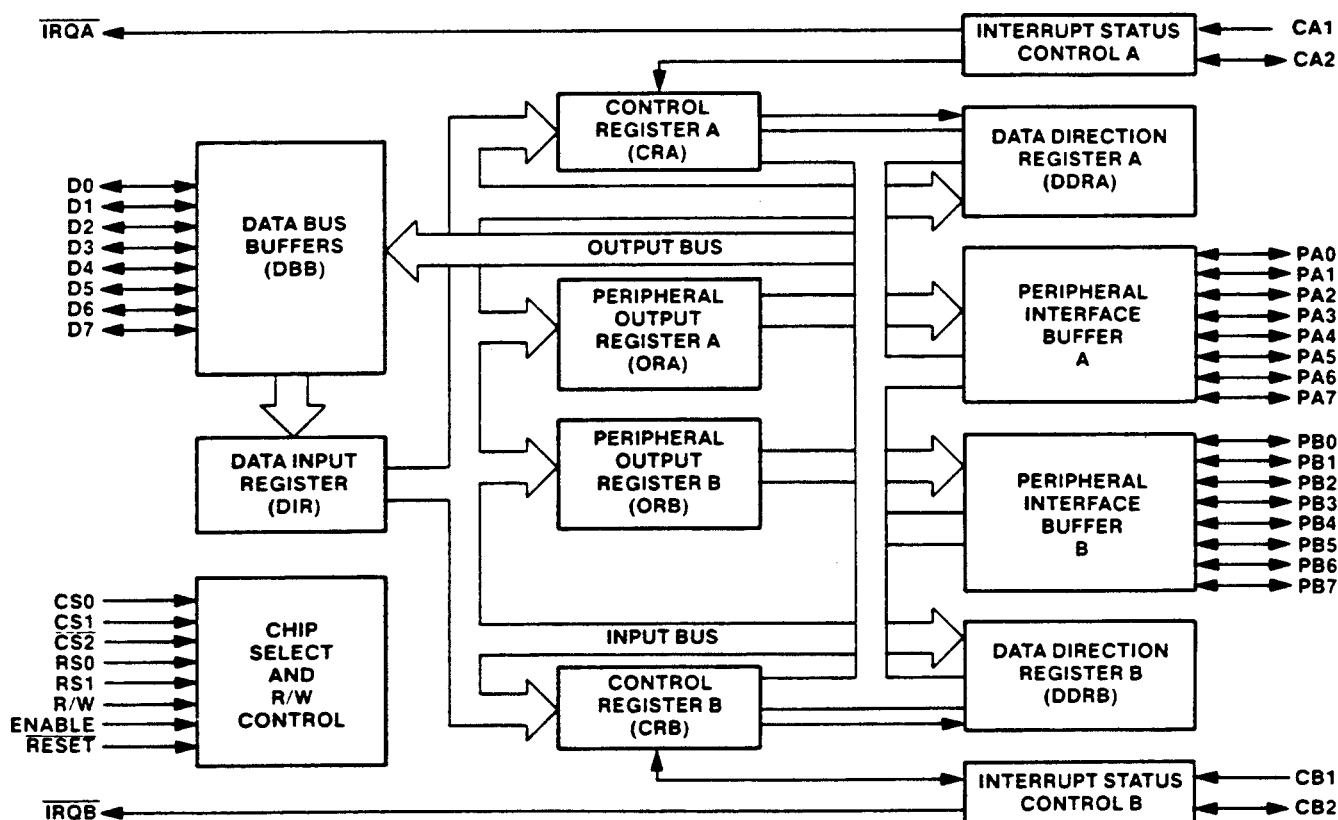 IRQA
INTERRUPT STATUS
CONTROL A
CA1
CA2
CONTROL
REGISTER A
(CRA)
DATA DIRECTION
REGISTER A
(DDRA)
D0
D1
D2
D3
D4
D5
D6
D7
DATA BUS
BUFFERS
(DBB)
OUTPUT BUS
PERIPHERAL
OUTPUT
REGISTER A
(ORA)
PERIPHERAL
INTERFACE
BUFFER
A
PA0
PA1
PA2
PA3
PA4
PA5
PA6
PA7
DATA INPUT
REGISTER
(DIR)
PERIPHERAL
OUTPUT
REGISTER B
(ORB)
PERIPHERAL
INTERFACE
BUFFER
B
PB0
PB1
PB2
PB3
PB4
PB5
PB6
PB7
CS0
CS1
CS2
RS0
RS1
R/W
ENABLE
RESET
CHIP
SELECT
AND
R/W
CONTROL
INPUT BUS
CONTROL
REGISTER B
(CRB)
DATA DIRECTION
REGISTER B
(DDRB)
IRQB
INTERRUPT STATUS
CONTROL B
CB1
CB2